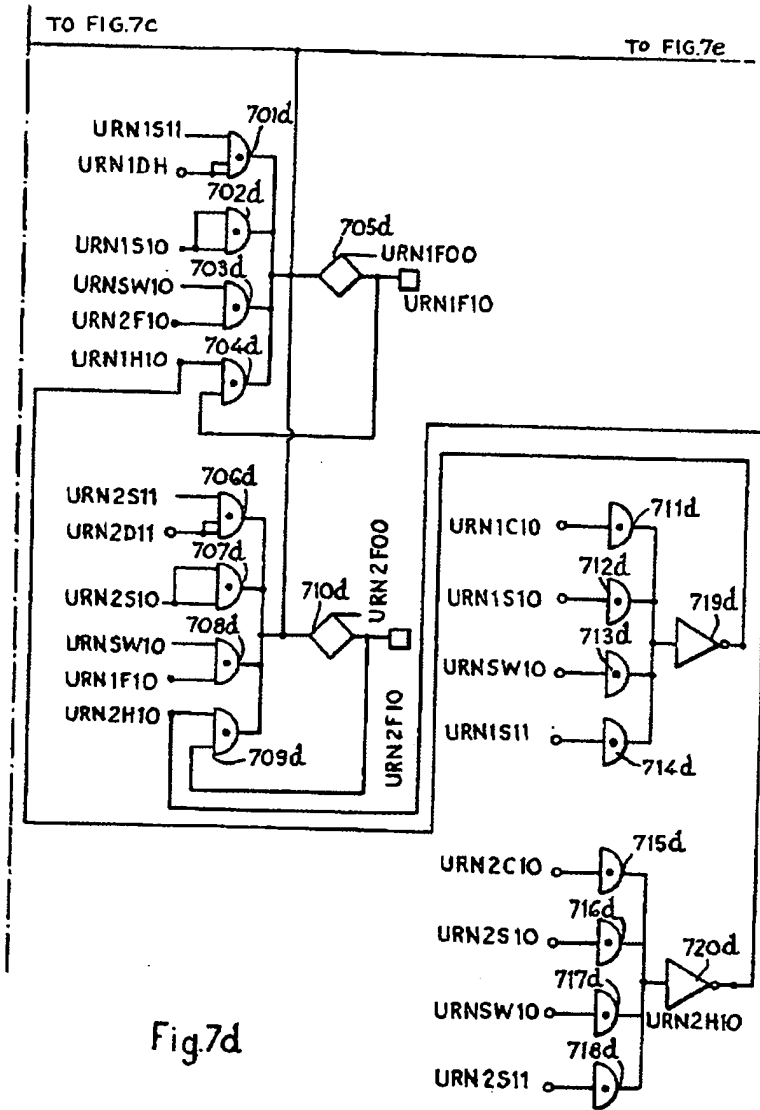 TO FIG.7c
TO FIG.7e
URN1S11
701d
URN1DH
702d
URN1S10
703d
705d
URN1F00
URNSW10
URN1F10
URN2F10
704d
URN1H10
URN2S11
706d
URN2D11
707d
URN2S10
710d
URN2F00
URNSW10
708d
URN1F10
URN2H10
709d
URN2F10
URN1C10
711d
712d
URN1S10
719d
URNSW10
713d
URN1S11
714d
URN2C10
715d
716d
URN2S10
720d
717d
URNSW10
URN2H10
718d
URN2S11
Fig.7d